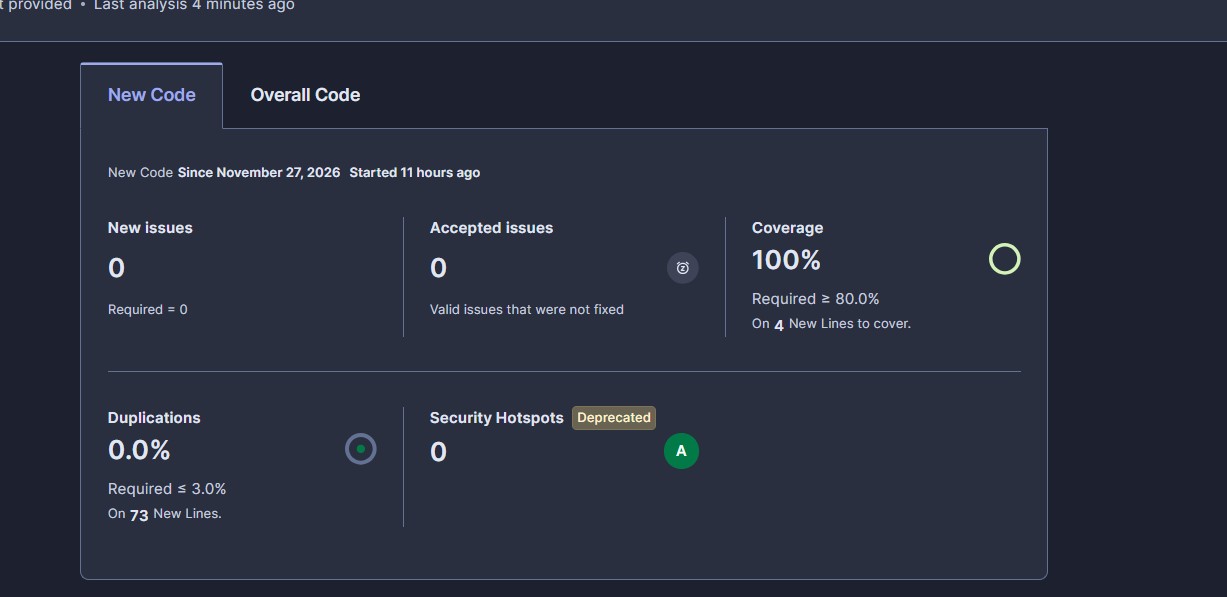 t provided • Last analysis 4 minutes ago
New Code
Overall Code
New Code Since November 27, 2026 Started 11 hours ago
New issues
0
Required = 0
Accepted issues
0
Valid issues that were not fixed
Coverage
100%
Required ≥ 80.0%
On 4 New Lines to cover.
Duplications
0.0%
Required ≤ 3.0%
On 73 New Lines.
Security Hotspots Deprecated
0
A